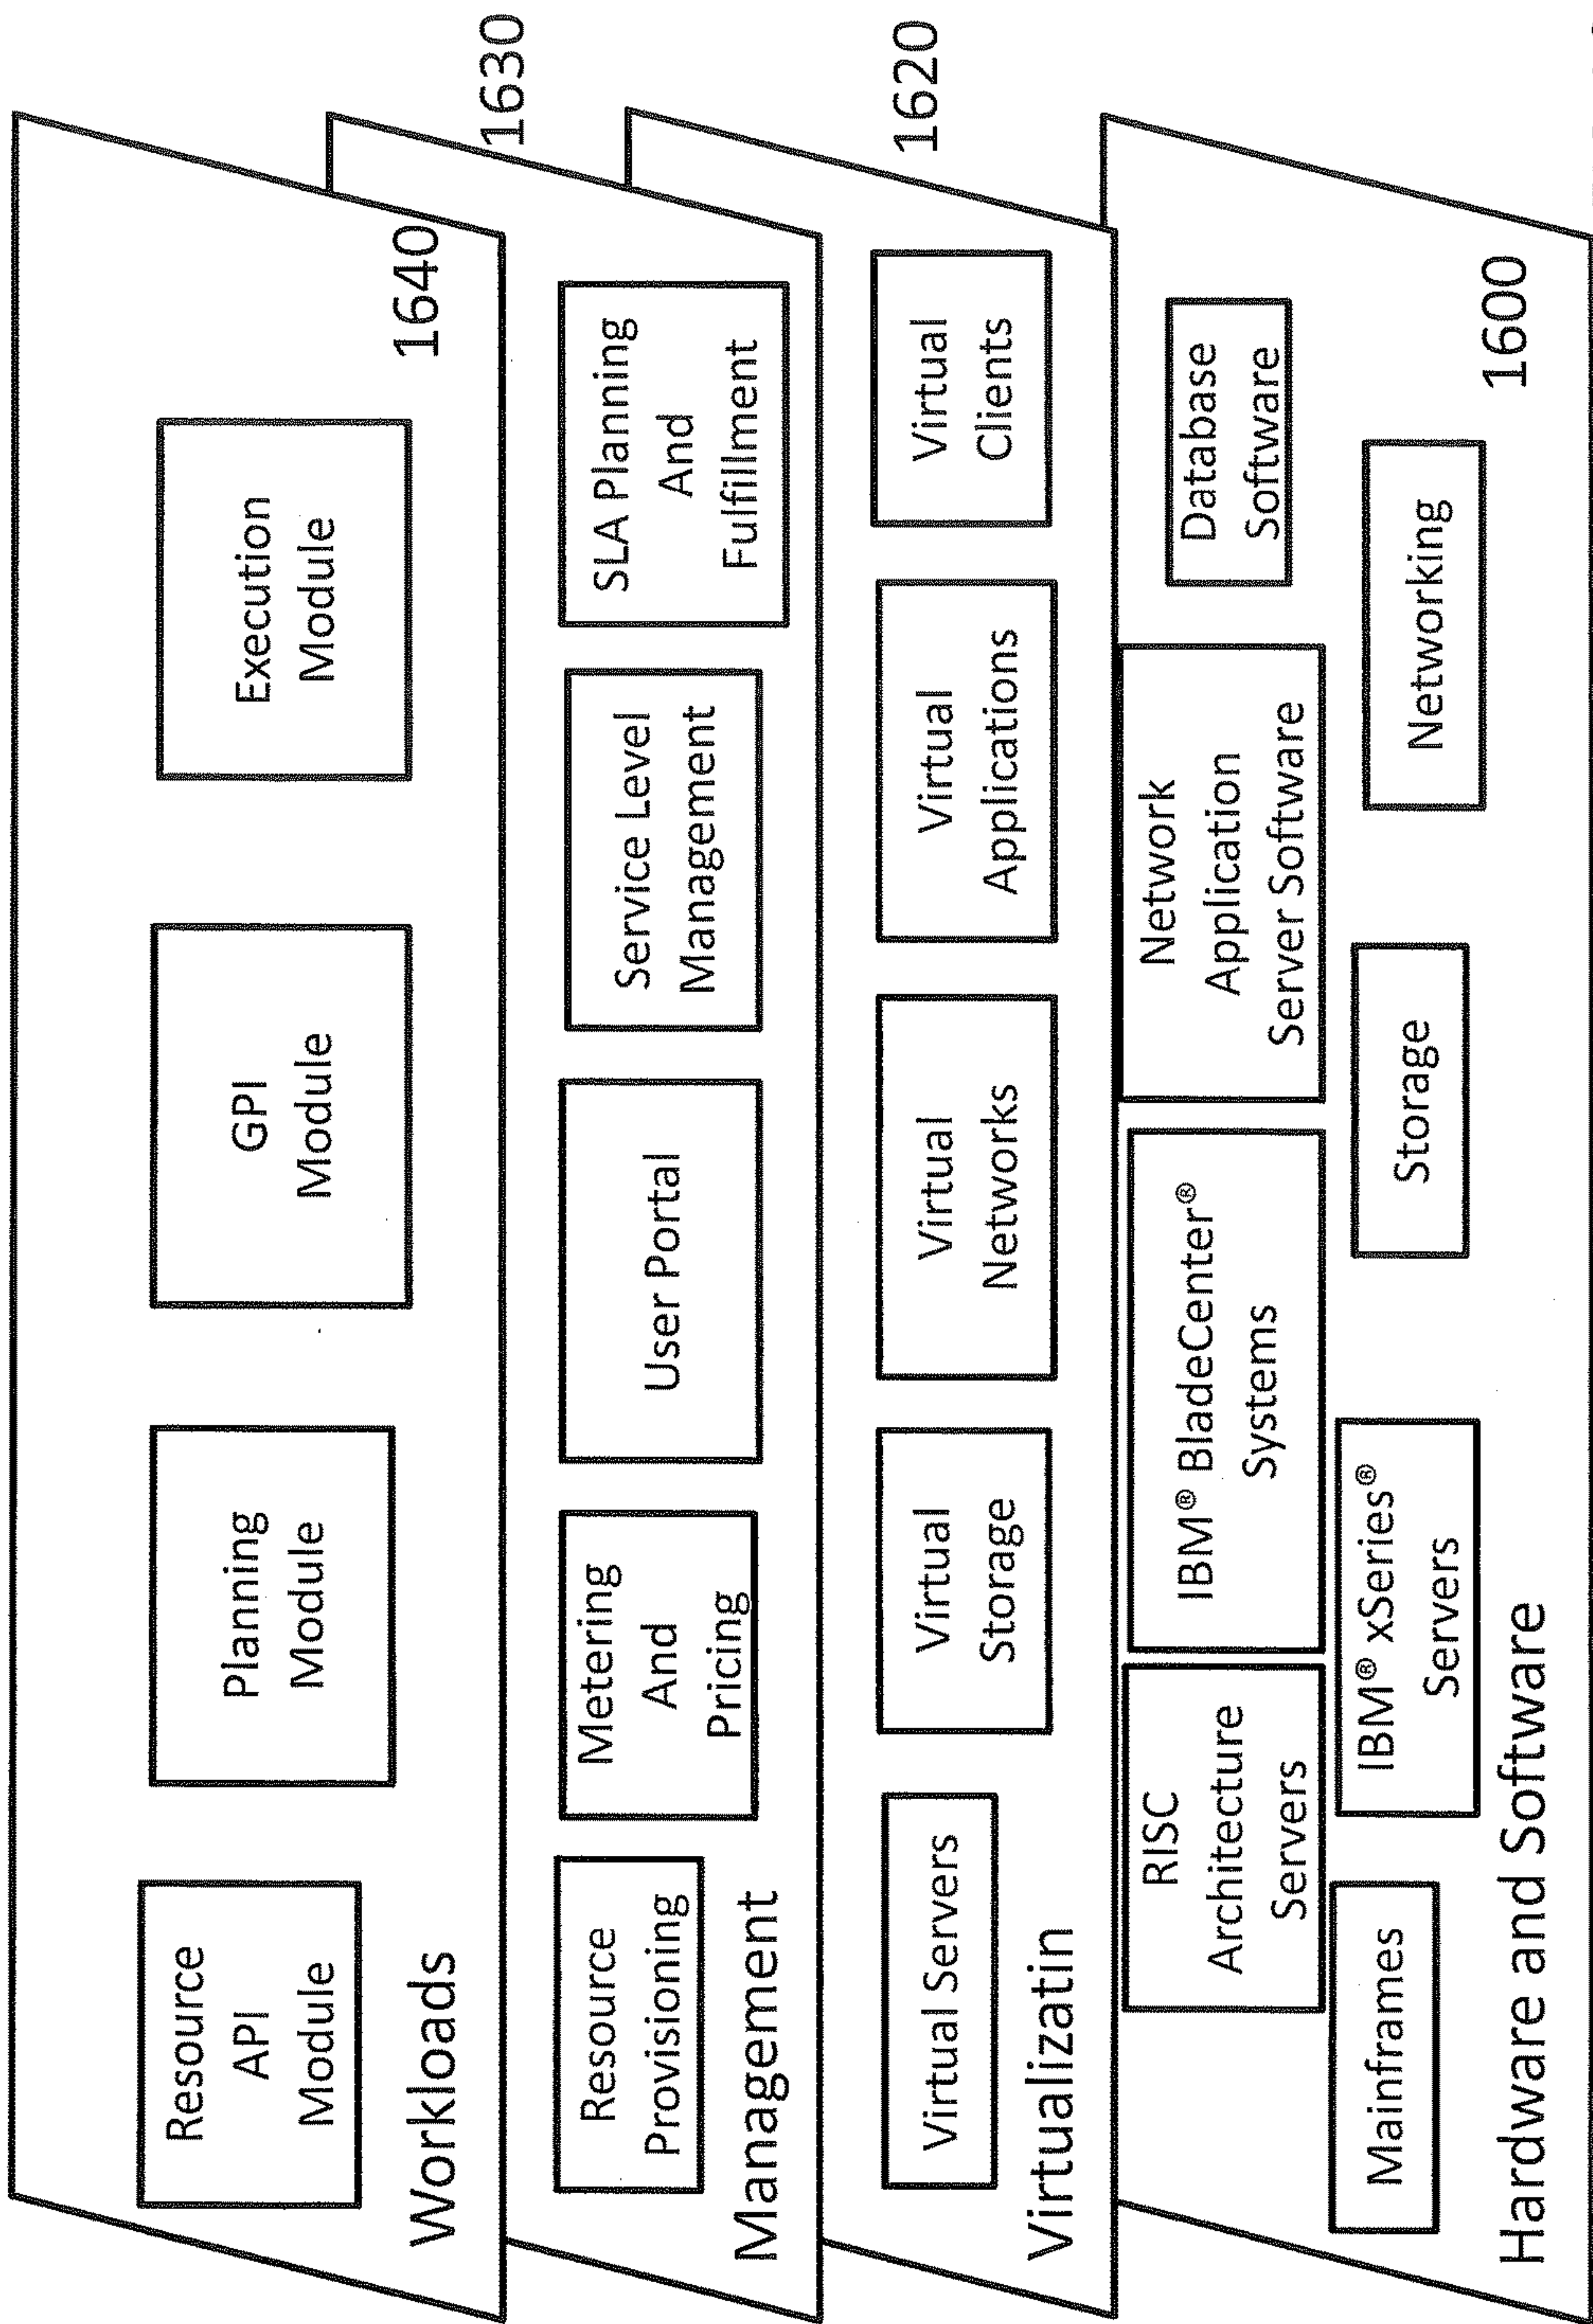 Resource
API
Module
Planning
Module
GPI
Module
Execution
Module
Workloads
1640
Resource
Provisioning
Metering
And
Pricing
User Portal
Service Level
Management
SLA Planning
And
Fulfillment
Management
1630
Virtual Servers
Virtual
Storage
Virtual
Networks
Virtual
Applications
Virtual
Clients
Virtualizatin
1620
RISC
Architecture
Servers
IBM® BladeCenter®
Systems
Network
Application
Server Software
Database
Software
Mainframes
IBM® xSeries®
Servers
Storage
Networking
Hardware and Software
1600